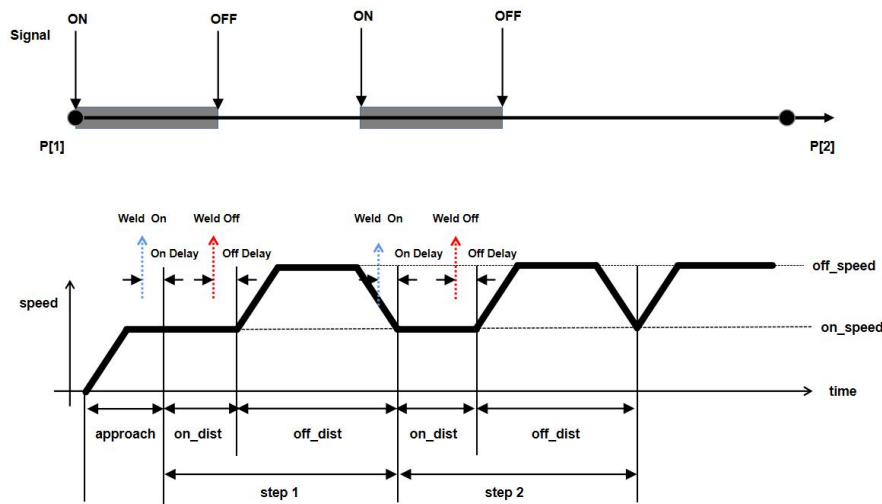 ON OFF ON OFF
Signal
P[1] P[2]
Weld On Weld Off Weld On Weld Off
On Delay Off Delay On Delay Off Delay
off_speed
speed
on_speed
time
approach on_dist off_dist on_dist off_dist
step 1 step 2